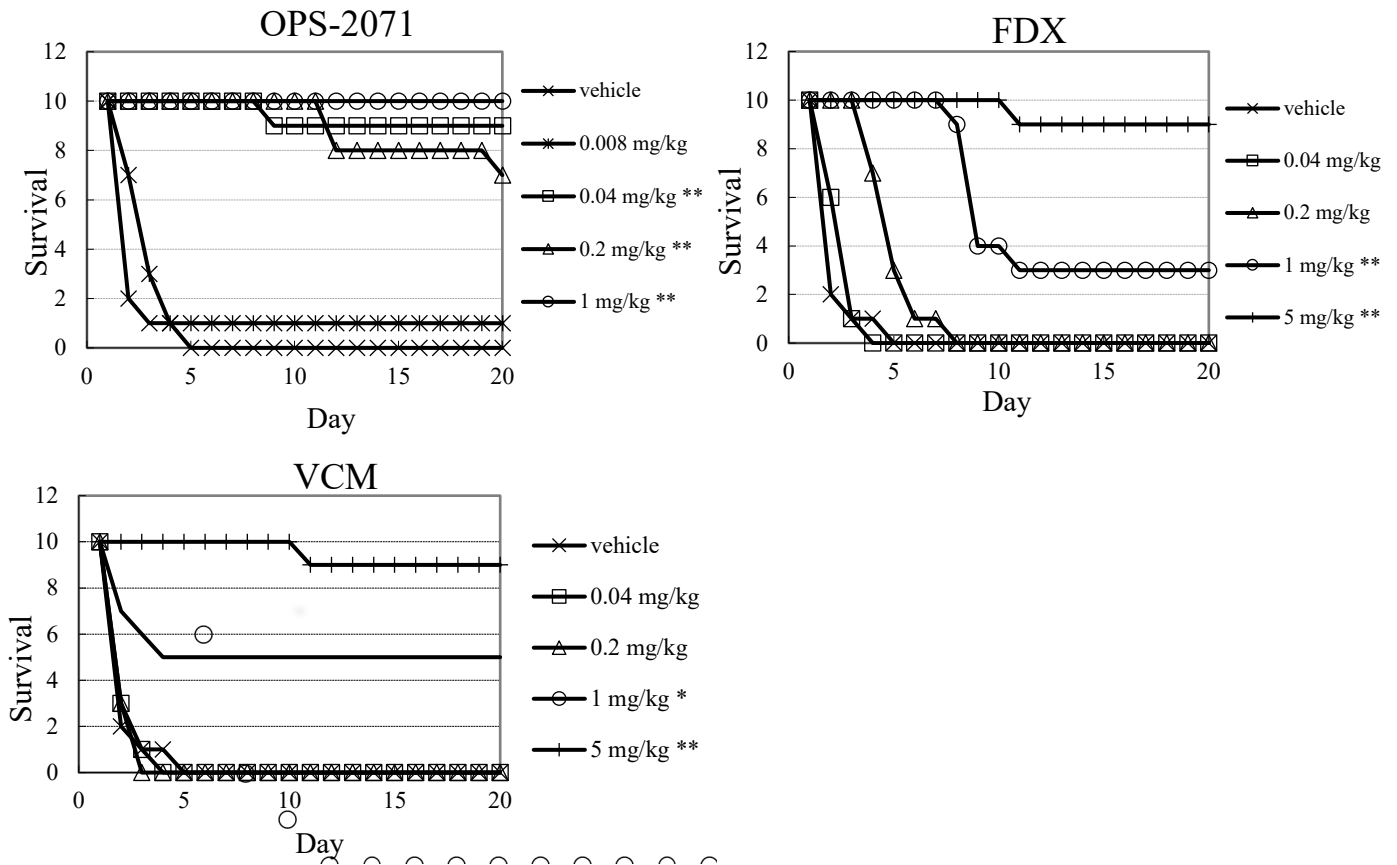 OPS-2071
12
10
8
6
4
2
0
Survival
0 5 10 15 20
Day
vehicle
0.008 mg/kg
0.04 mg/kg **
0.2 mg/kg **
1 mg/kg **
FDX
12
10
8
6
4
2
0
Survival
0 5 10 15 20
Day
vehicle
0.04 mg/kg
0.2 mg/kg
1 mg/kg **
5 mg/kg **
VCM
12
10
8
6
4
2
0
Survival
0 5 10 15 20
Day
vehicle
0.04 mg/kg
0.2 mg/kg
1 mg/kg *
5 mg/kg **